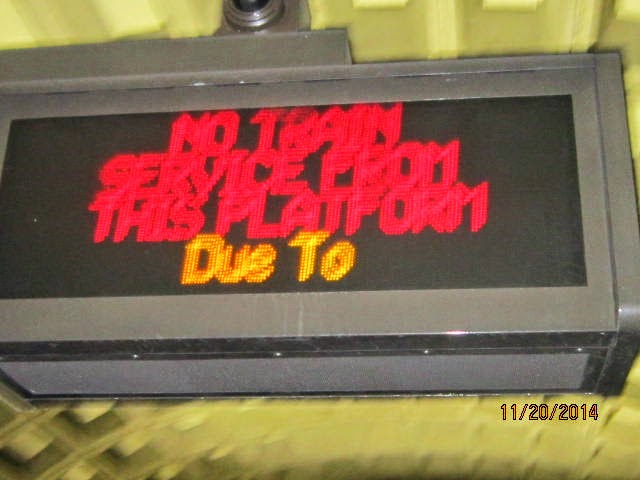 NO TRAIN
SERVICE FROM
THIS PLATFORM
Due To
11/20/2014